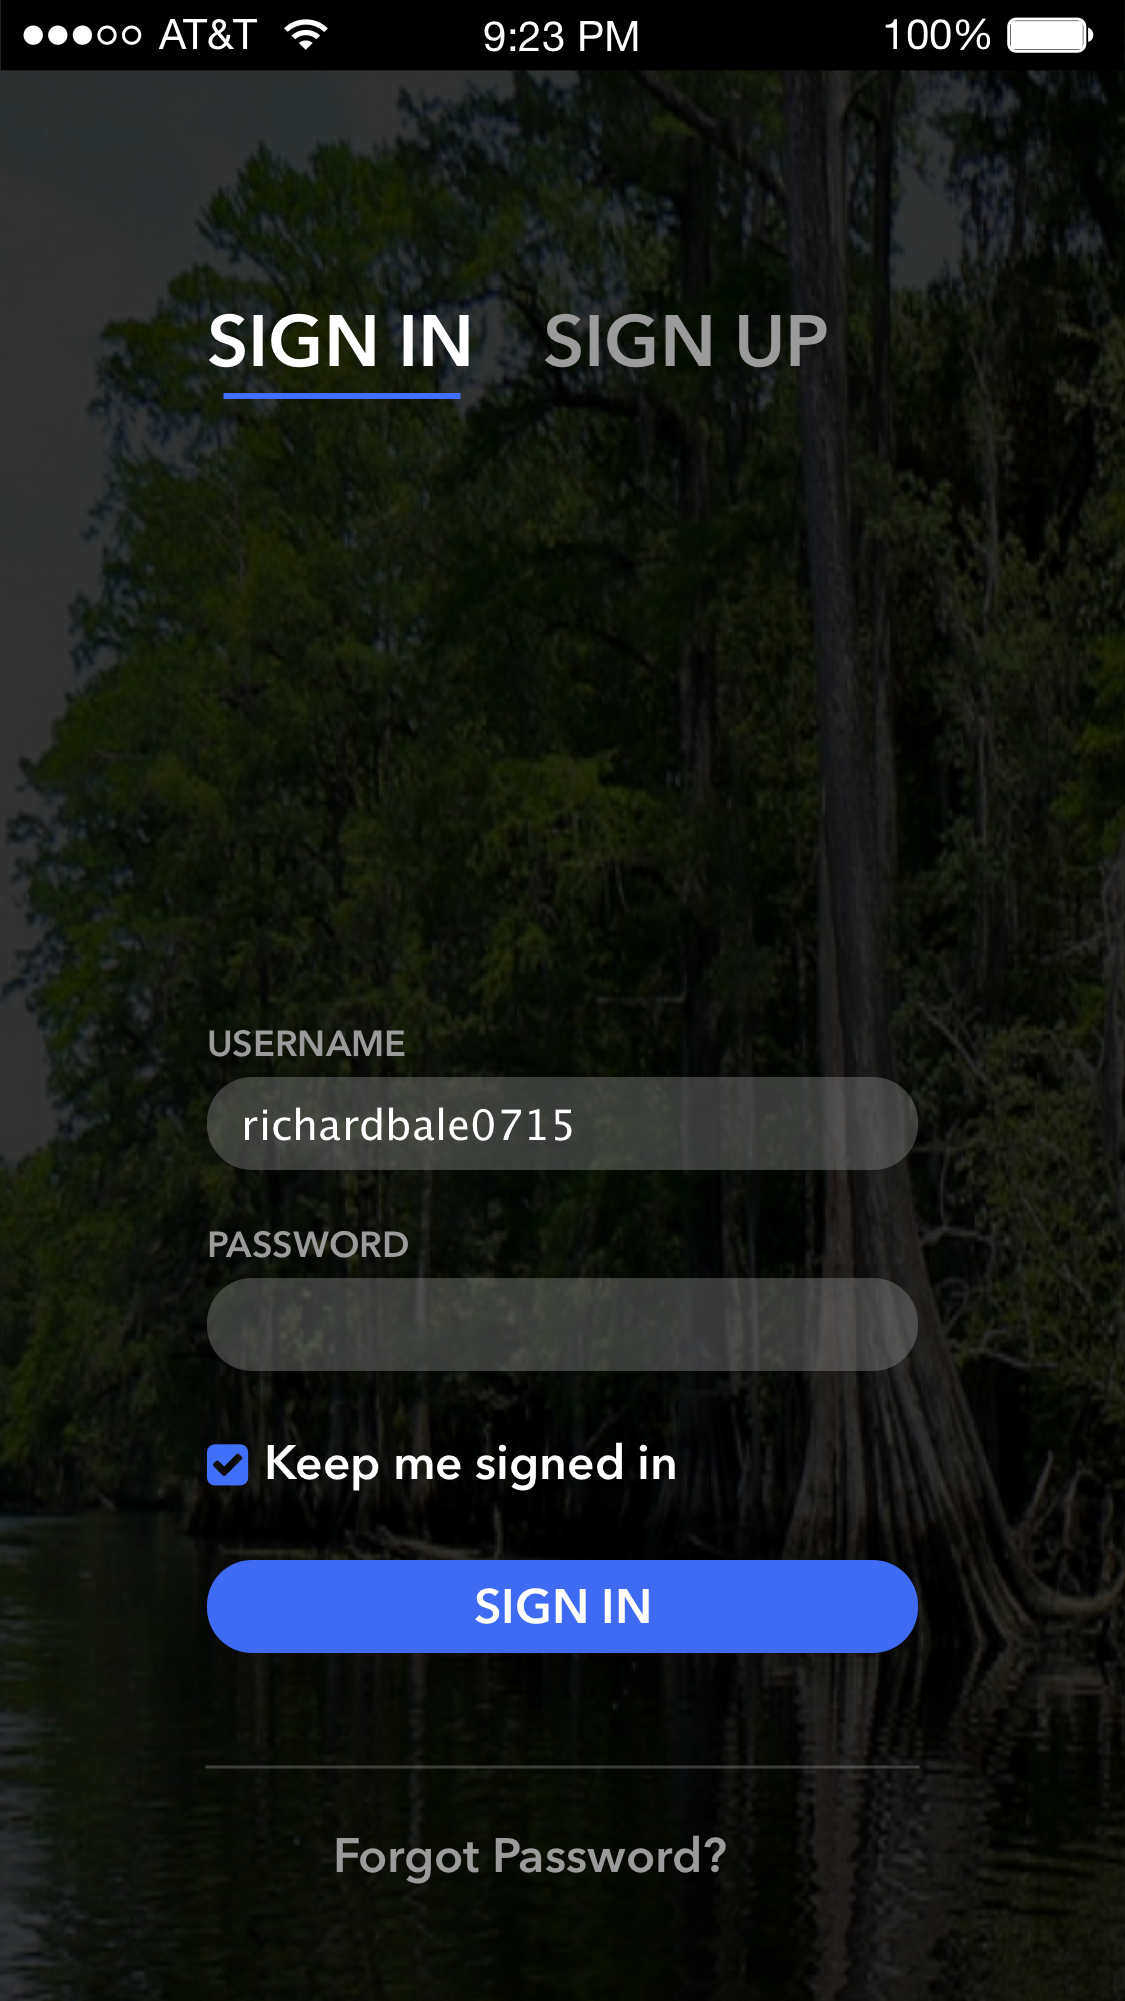 AT&T 9:23 PM 100%
SIGN IN SIGN UP
USERNAME
richardbale0715
PASSWORD
Keep me signed in
SIGN IN
Forgot Password?